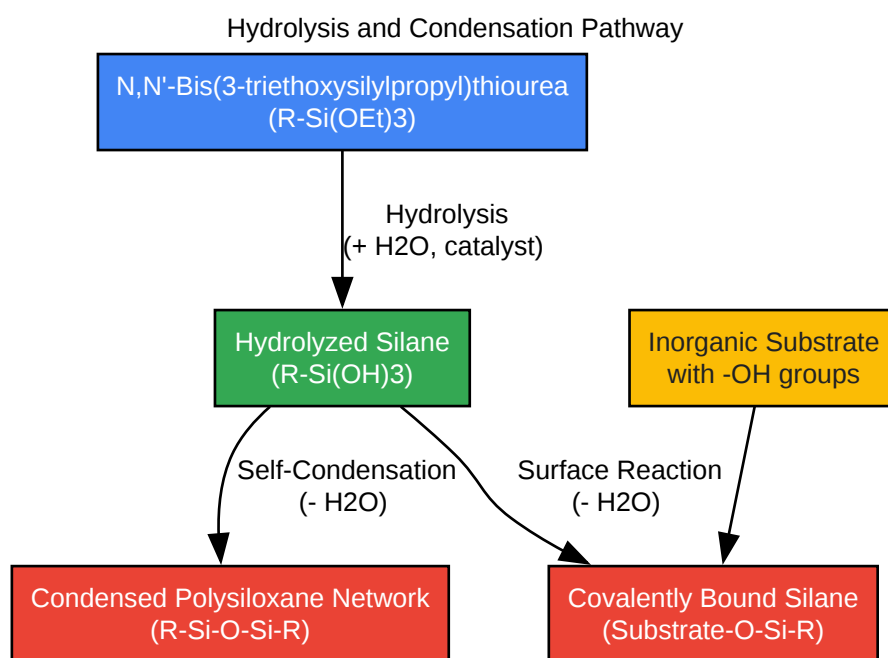 Hydrolysis and Condensation Pathway
N,N'-Bis(3-triethoxysilylpropyl)thiourea
(R-Si(OEt)3)
Hydrolysis
(+ H2O, catalyst)
Hydrolyzed Silane
(R-Si(OH)3)
Inorganic Substrate
with -OH groups
Self-Condensation
(- H2O)
Surface Reaction
(- H2O)
Condensed Polysiloxane Network
(R-Si-O-Si-R)
Covalently Bound Silane
(Substrate-O-Si-R)